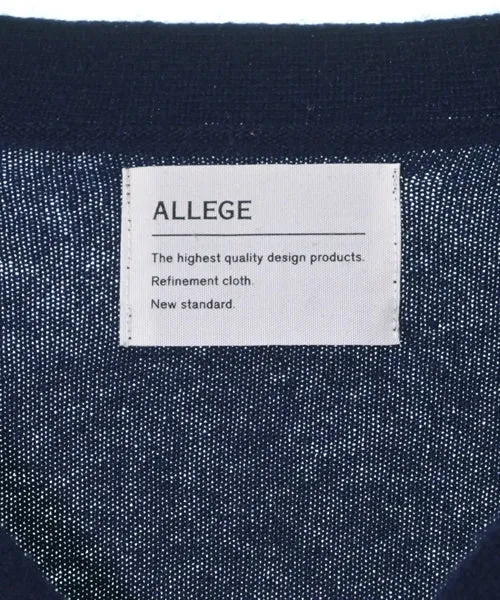 ALLEGE
The highest quality design products.
Refinement cloth.
New standard.